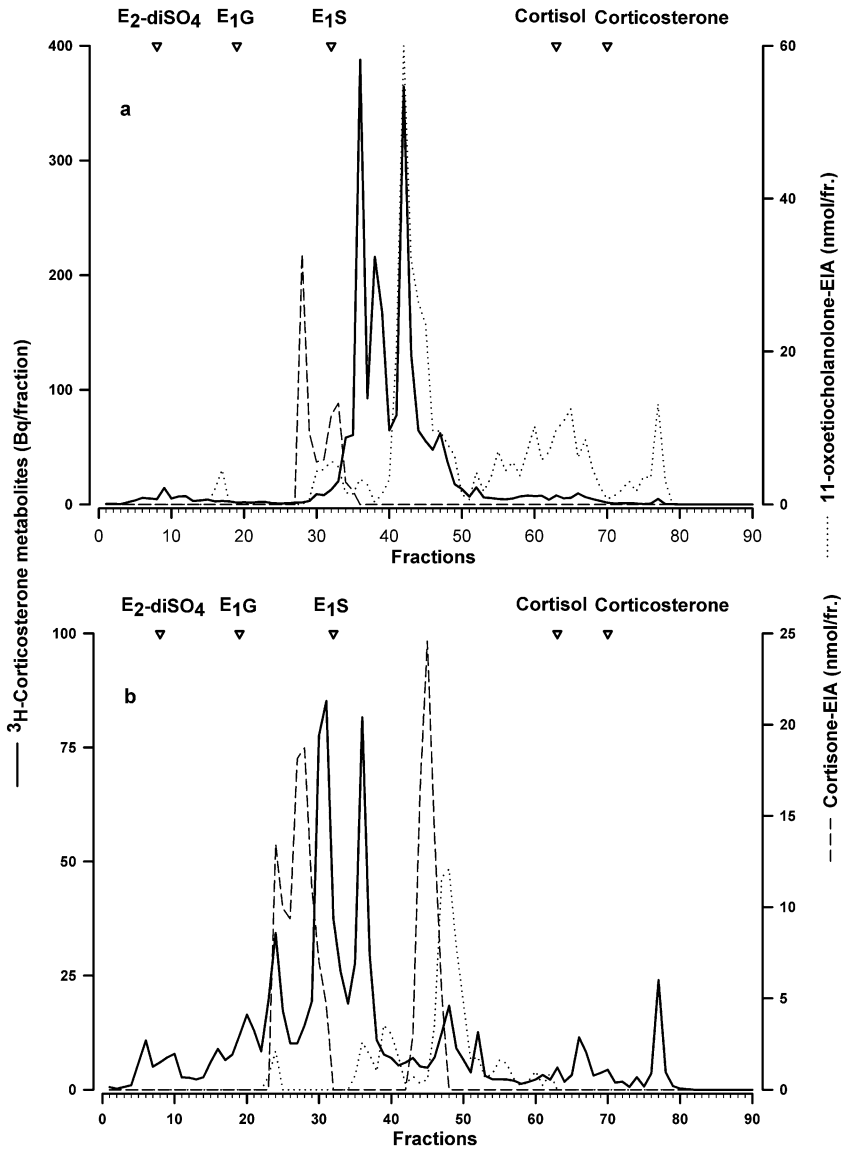 E2-diSO4 E1G E1S Cortisol Corticosterone
400 60
a
300
40
200
20
100
0 0
0 10 20 30 40 50 60 70 80 90
Fractions
E2-diSO4 E1G E1S Cortisol Corticosterone
100 25
b
20
75
15
50
10
25
5
0 0
0 10 20 30 40 50 60 70 80 90
Fractions
3H-Corticosterone metabolites (Bq/fraction)
11-oxoetiocholanolone-EIA (nmol/fr.)
Cortisone-EIA (nmol/fr.)